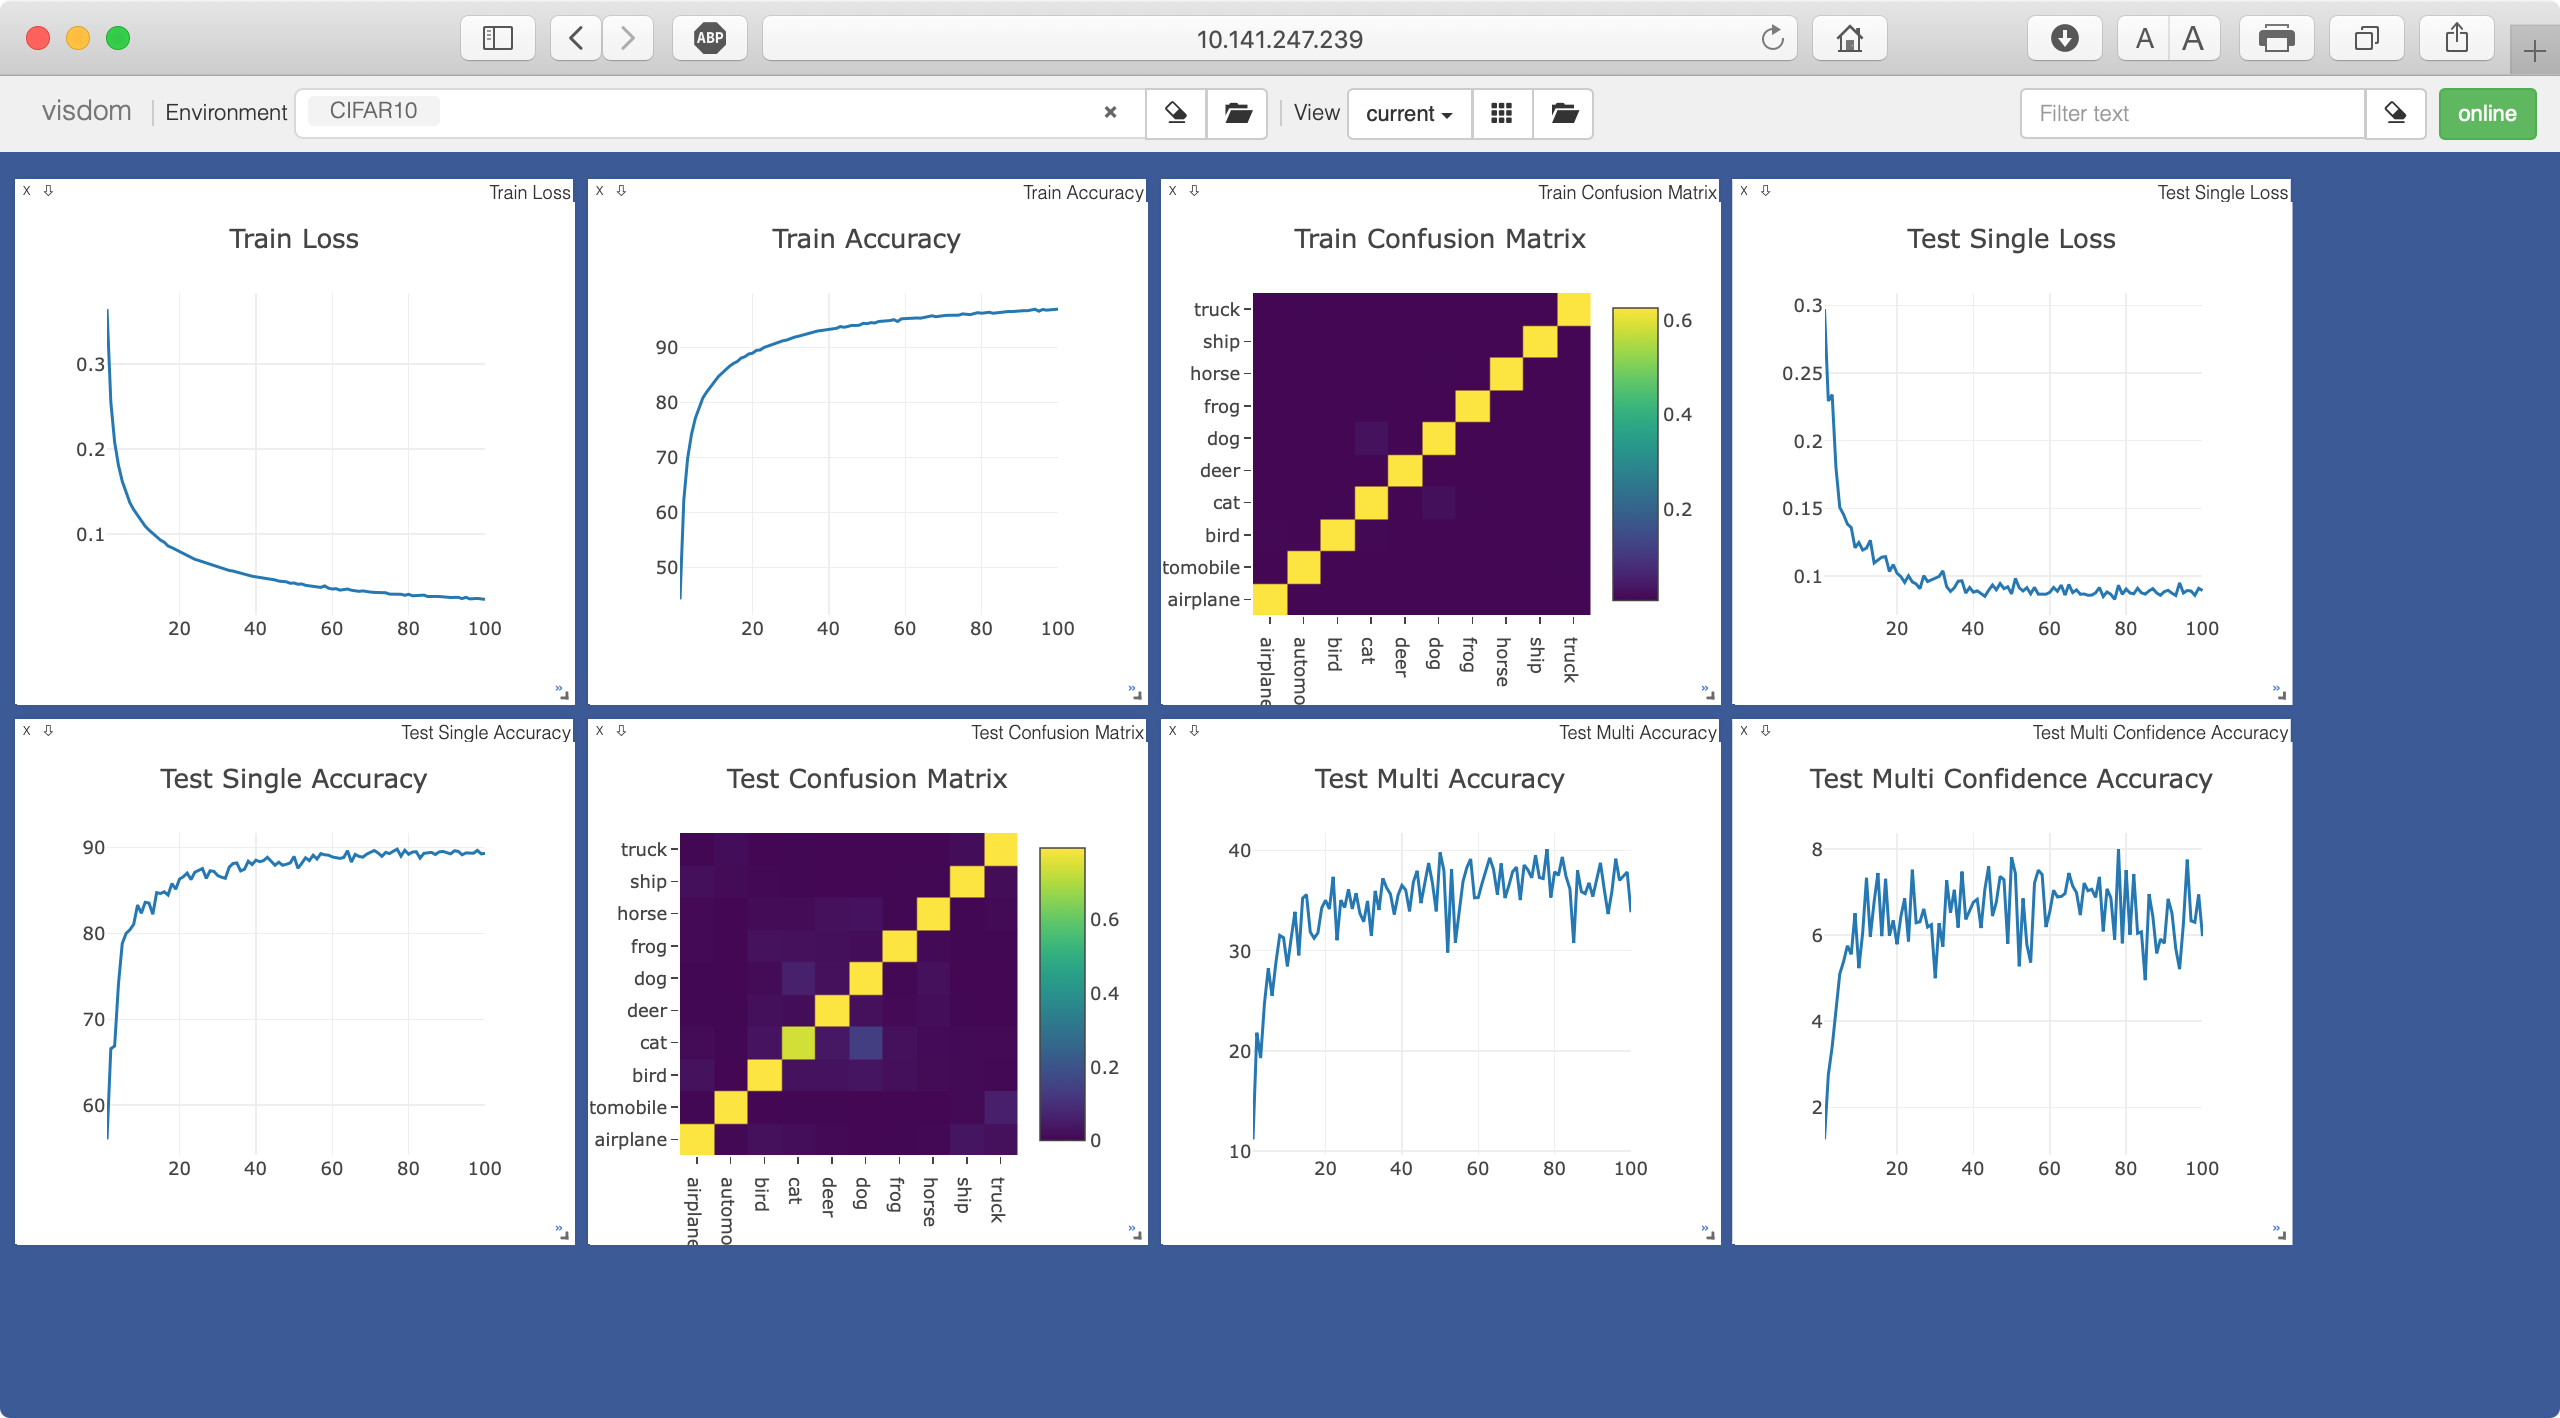 ABP
10.141.247.239
A A
visdom Environment CIFAR10 × View current Filter text online
X Train Loss
Train Loss
0.3
0.2
0.1
20 40 60 80 100
X Train Accuracy
Train Accuracy
90
80
70
60
50
20 40 60 80 100
X Train Confusion Matrix
Train Confusion Matrix
truck
ship
horse
frog
dog
deer
cat
bird
tomobile
airplane
0.6
0.4
0.2
airplane automo bird cat deer dog frog horse ship truck
X Test Single Loss
Test Single Loss
0.3
0.25
0.2
0.15
0.1
20 40 60 80 100
X Test Single Accuracy
Test Single Accuracy
90
80
70
60
20 40 60 80 100
X Test Confusion Matrix
Test Confusion Matrix
truck
ship
horse
frog
dog
deer
cat
bird
tomobile
airplane
0.6
0.4
0.2
0
airplane automo bird cat deer dog frog horse ship truck
X Test Multi Accuracy
Test Multi Accuracy
40
30
20
10
20 40 60 80 100
X Test Multi Confidence Accuracy
Test Multi Confidence Accuracy
8
6
4
2
20 40 60 80 100